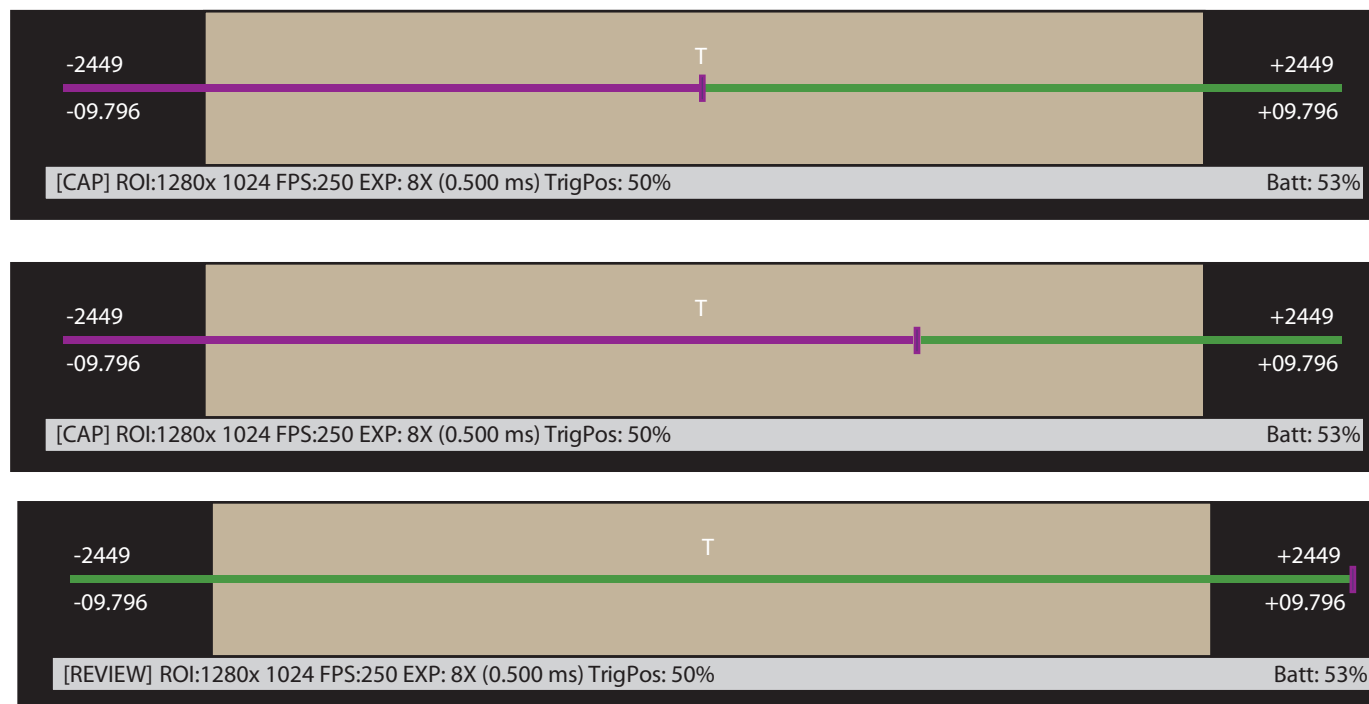 T
-2449 +2449
-09.796 +09.796
[CAP] ROI:1280x 1024 FPS:250 EXP: 8X (0.500 ms) TrigPos: 50% Batt: 53%
T
-2449 +2449
-09.796 +09.796
[CAP] ROI:1280x 1024 FPS:250 EXP: 8X (0.500 ms) TrigPos: 50% Batt: 53%
T
-2449 +2449
-09.796 +09.796
[REVIEW] ROI:1280x 1024 FPS:250 EXP: 8X (0.500 ms) TrigPos: 50% Batt: 53%